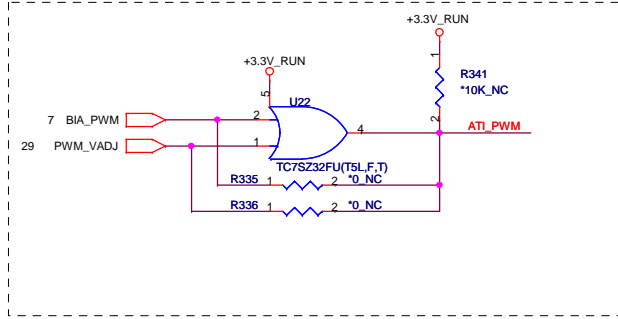 +3.3V_RUN
+3.3V_RUN
1
R341
*10K_NC
2
5
U22
7 BIA_PWM
2
4
ATI_PWM
29 PWM_VADJ
1
TC7SZ32FU(T5L,F,T)
R335 1 2 *0_NC
R336 1 2 *0_NC